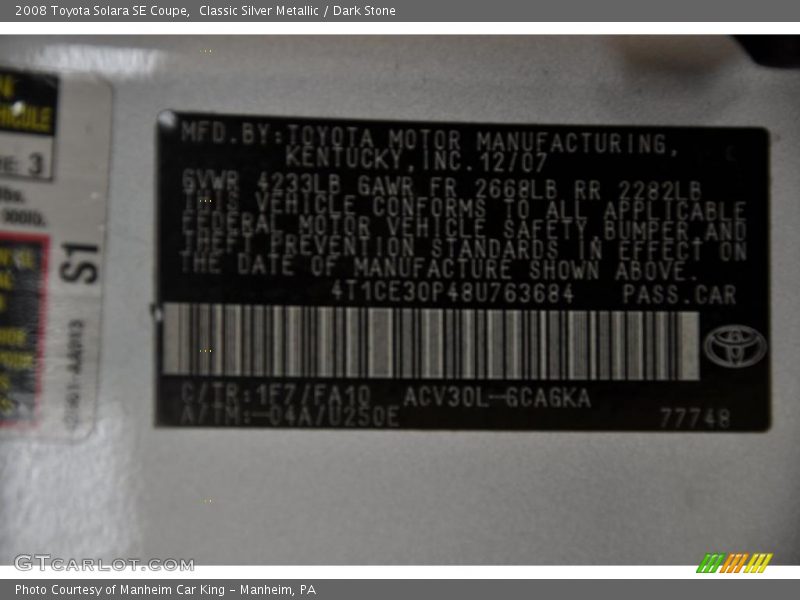 2008 Toyota Solara SE Coupe,  Classic Silver Metallic / Dark Stone
3
S1
MFD.BY:TOYOTA MOTOR MANUFACTURING,
KENTUCKY,INC.12/07
GVWR 4233LB GAWR FR 2668LB RR 2282LB
THIS VEHICLE CONFORMS TO ALL APPLICABLE
FEDERAL MOTOR VEHICLE SAFETY BUMPER AND
THEFT PREVENTION STANDARDS IN EFFECT ON
THE DATE OF MANUFACTURE SHOWN ABOVE.
4T1CE30P48U763684 PASS.CAR
C/TR:1F7/FA10 ACV30L-GCAGKA
A/TM:-04A/U250E 77748
GTCARLOT.COM
Photo Courtesy of Manheim Car King - Manheim, PA